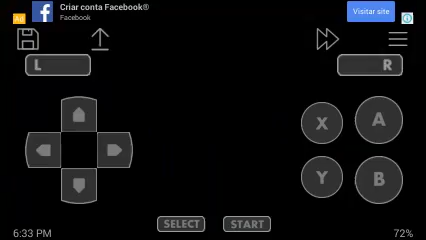 Criar conta Facebook®
Facebook
Visitar site
Ad
L
R
X
A
Y
B
SELECT
START
6:33 PM
72%